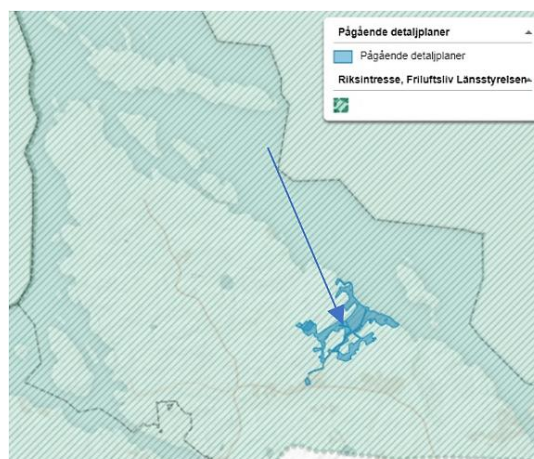 Pågående detaljplaner
Pågående detaljplaner
Riksintresse, Friluftsliv Länsstyrelsen